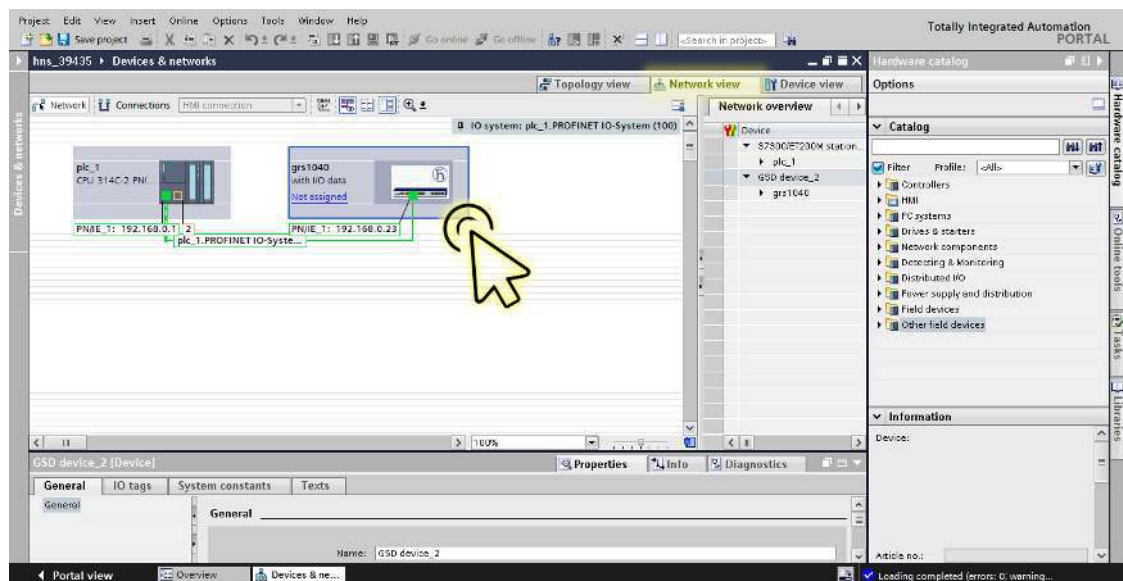 Project Edit View Insert Online Options Tools Window Help
Totally Integrated Automation
PORTAL
Save project
Go online Go offline
<Search in project>
hns_39435 ▸ Devices & networks
Hardware catalog
Topology view
Network view
Device view
Options
Network
Connections
HMI connection
Network overview
IO system: plc_1.PROFINET IO-System (100)
Catalog
Device
S7300/ET200M station...
plc_1
GSD device_2
grs1040
plc_1
CPU 314C-2 PN/...
grs1040
with I/O data
Not assigned
PN/IE_1: 192.168.0.1
2
PN/IE_1: 192.168.0.23
plc_1.PROFINET IO-Syste...
Filter
Profile:
<All>
Controllers
HMI
PC systems
Drives & starters
Network components
Detecting & Monitoring
Distributed I/O
Power supply and distribution
Field devices
Other field devices
Devices & networks
Hardware catalog
Online tools
Tasks
Libraries
Information
Device:
100%
GSD device_2 [Device]
Properties
Info
Diagnostics
General
IO tags
System constants
Texts
General
General
Name:
GSD device_2
Article no.:
Portal view
Overview
Devices & ne...
Loading completed (errors: 0; warning...